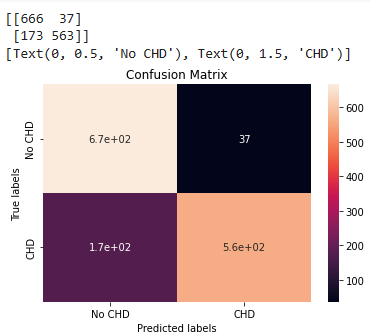 [[666  37]
 [173 563]]
[Text(0, 0.5, 'No CHD'), Text(0, 1.5, 'CHD')]
Confusion Matrix
No CHD
6.7e+02
37
CHD
1.7e+02
5.6e+02
True labels
No CHD
CHD
Predicted labels
600
500
400
300
200
100